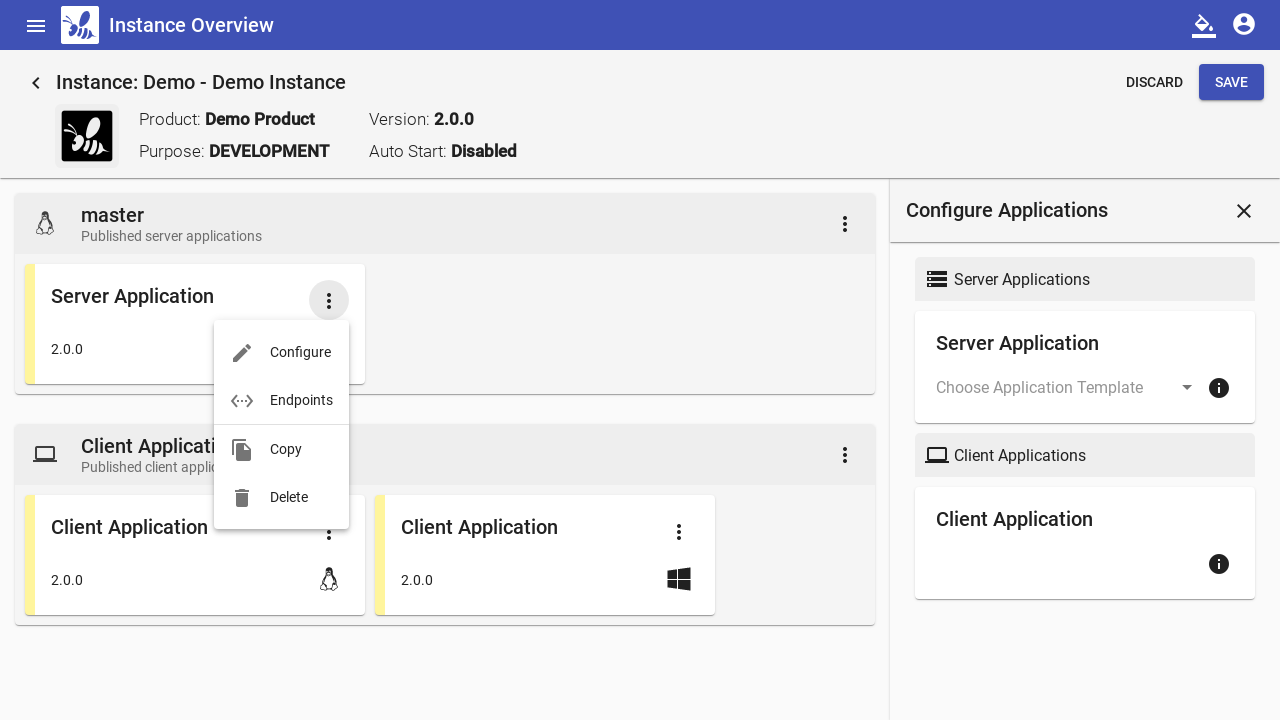 Instance Overview
Instance: Demo - Demo Instance
DISCARD
SAVE
Product: Demo Product
Version: 2.0.0
Purpose: DEVELOPMENT
Auto Start: Disabled
master
Published server applications
Server Application
2.0.0
Configure
Endpoints
Copy
Delete
Client Applicati
Published client applic
Client Application
2.0.0
Client Application
2.0.0
Configure Applications
Server Applications
Server Application
Choose Application Template
Client Applications
Client Application